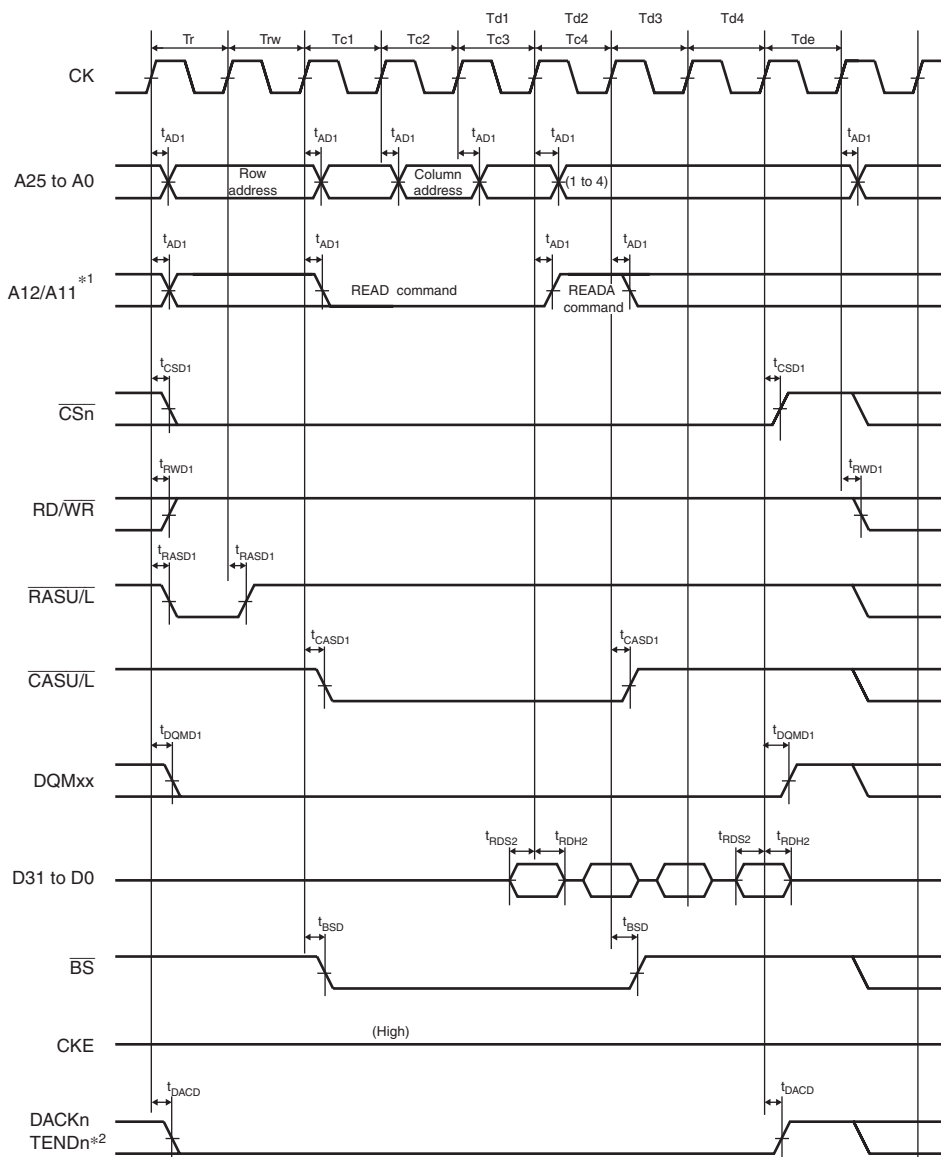 Td1 Td2 Td3 Td4
Tr Trw Tc1 Tc2 Tc3 Tc4 Tde
CK
tAD1 tAD1 tAD1 tAD1 tAD1 tAD1
A25 to A0 Row address Column address (1 to 4)
tAD1 tAD1 tAD1 tAD1
A12/A11*1 READ command READA command
tCSD1 tCSD1
CSn
tRWD1 tRWD1
RD/WR
tRASD1 tRASD1
RASU/L
tCASD1 tCASD1
CASU/L
tDQMD1 tDQMD1
DQMxx
tRDS2 tRDH2 tRDS2 tRDH2
D31 to D0
tBSD tBSD
BS
(High)
CKE
tDACD tDACD
DACKn
TENDn*2